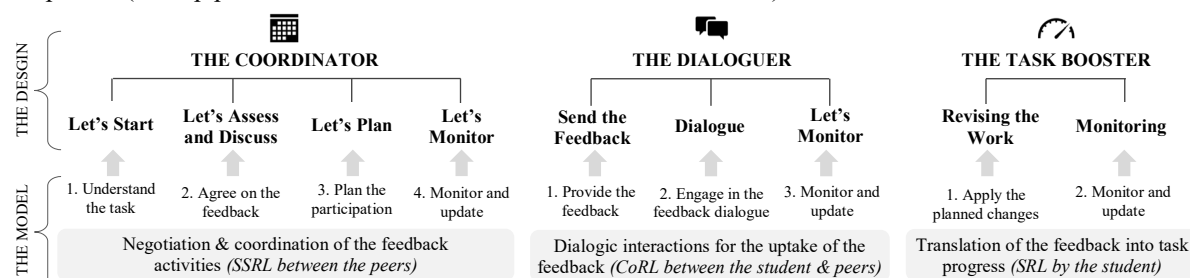 THE DESGIN
THE COORDINATOR
THE DIALOGUER
THE TASK BOOSTER
Let's Start
Let's Assess
and Discuss
Let's Plan
Let's
Monitor
Send the
Feedback
Dialogue
Let's
Monitor
Revising the
Work
Monitoring
THE MODEL
1. Understand
the task
2. Agree on the
feedback
3. Plan the
participation
4. Monitor and
update
1. Provide the
feedback
2. Engage in the
feedback dialogue
3. Monitor and
update
1. Apply the
planned changes
2. Monitor and
update
Negotiation & coordination of the feedback
activities (SSRL between the peers)
Dialogic interactions for the uptake of the
feedback (CoRL between the student & peers)
Translation of the feedback into task
progress (SRL by the student)